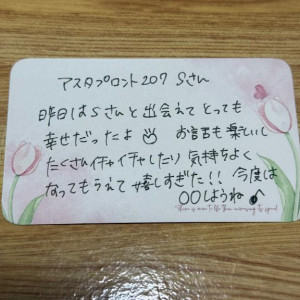 アスタプロント207 Sさん
昨日はSさんと出会えてとっても
幸せだったよ お言舌も楽しいし
たくさんイチャイチャしたり 気持ちよく
なってもらえて嬉しすぎた!! 今度は
〇〇しようね♪